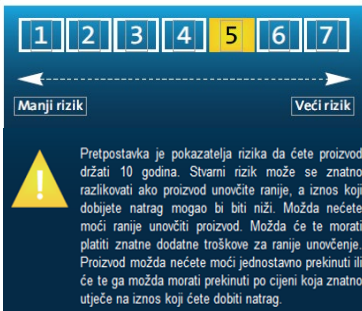 1 2 3 4 5 6 7
Manji rizik Veći rizik
Pretpostavka je pokazatelja rizika da ćete proizvod
držati 10 godina. Stvarni rizik može se znatno
razlikovati ako proizvod unovčite ranije, a iznos koji
dobijete natrag mogao bi biti niži. Možda nećete
moći ranije unovčiti proizvod. Možda će te morati
platiti znatne dodatne troškove za ranije unovčenje.
Proizvod možda nećete moći jednostavno prekinuti ili
će te ga možda morati prekinuti po cijeni koja znatno
utječe na iznos koji ćete dobiti natrag.